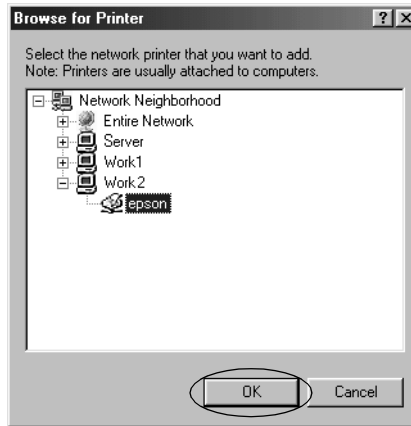 Browse for Printer
Select the network printer that you want to add.
Note: Printers are usually attached to computers.
Network Neighborhood
Entire Network
Server
Work1
Work2
epson
OK Cancel